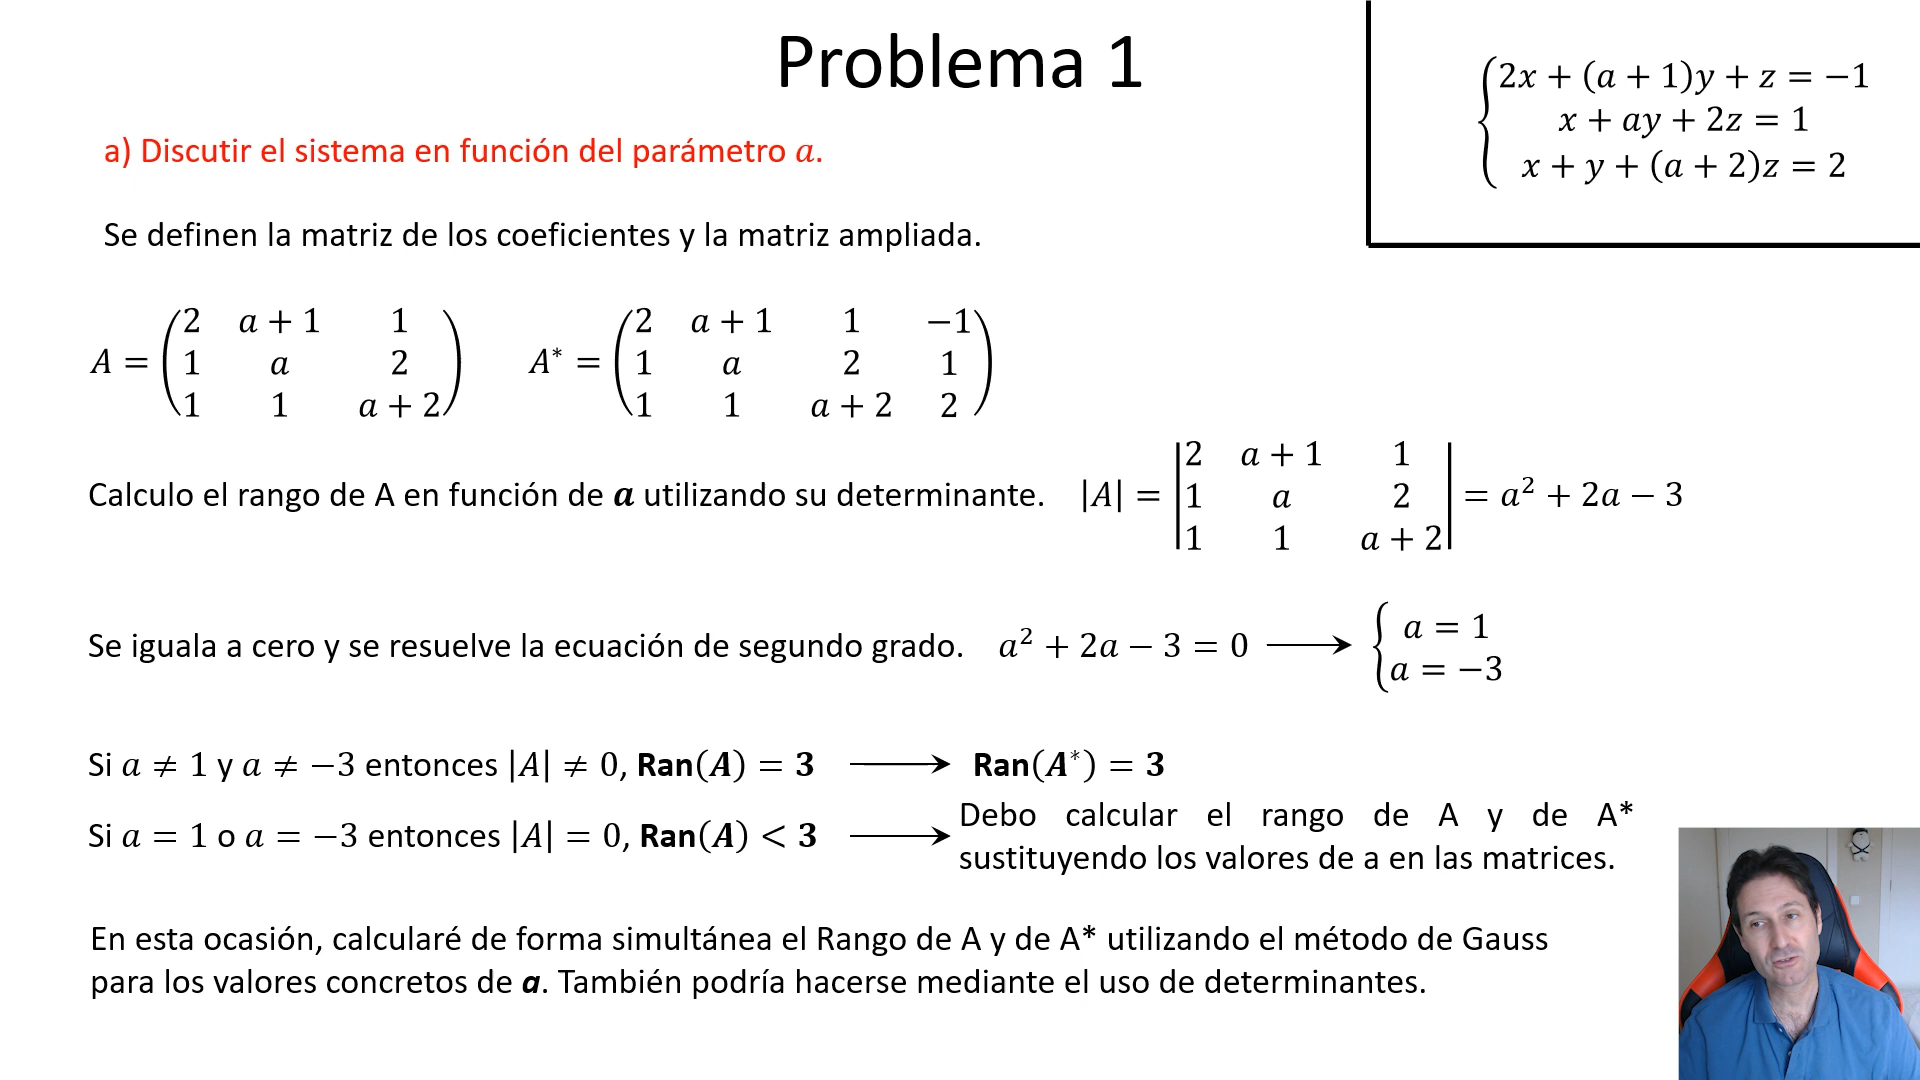 Problema 1
2x + (a + 1)y + z = −1
x + ay + 2z = 1
x + y + (a + 2)z = 2
a) Discutir el sistema en función del parámetro a.
Se definen la matriz de los coeficientes y la matriz ampliada.
A = (2 a + 1 1
1 a 2
1 1 a + 2)
A* = (2 a + 1 1 −1
1 a 2 1
1 1 a + 2 2)
Calculo el rango de A en función de a utilizando su determinante. |A| = |2 a + 1 1
1 a 2
1 1 a + 2| = a² + 2a − 3
Se iguala a cero y se resuelve la ecuación de segundo grado. a² + 2a − 3 = 0 ⟶ { a = 1
a = −3
Si a ≠ 1 y a ≠ −3 entonces |A| ≠ 0, Ran(A) = 3 ⟶ Ran(A*) = 3
Si a = 1 o a = −3 entonces |A| = 0, Ran(A) < 3 ⟶ Debo calcular el rango de A y de A*
sustituyendo los valores de a en las matrices.
En esta ocasión, calcularé de forma simultánea el Rango de A y de A* utilizando el método de Gauss
para los valores concretos de a. También podría hacerse mediante el uso de determinantes.